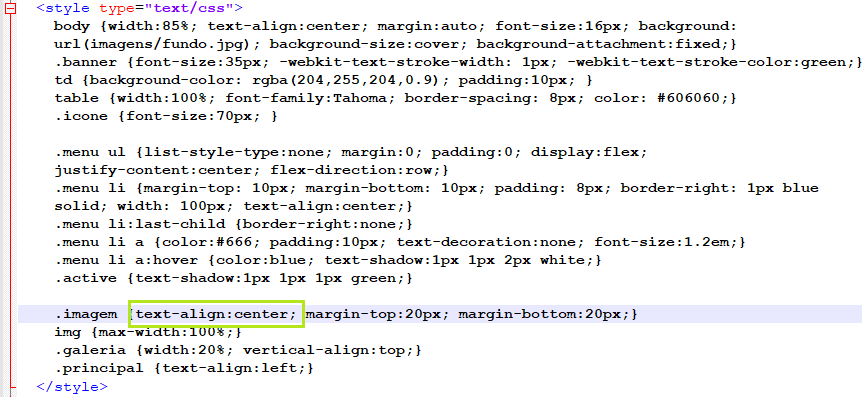 <style type="text/css">
body {width:85%; text-align:center; margin:auto; font-size:16px; background:
url(imagens/fundo.jpg); background-size:cover; background-attachment:fixed;}
.banner {font-size:35px; -webkit-text-stroke-width: 1px; -webkit-text-stroke-color:green;}
td {background-color: rgba(204,255,204,0.9); padding:10px; }
table {width:100%; font-family:Tahoma; border-spacing: 8px; color: #606060;}
.icone {font-size:70px; }
.menu ul {list-style-type:none; margin:0; padding:0; display:flex;
justify-content:center; flex-direction:row;}
.menu li {margin-top: 10px; margin-bottom: 10px; padding: 8px; border-right: 1px blue
solid; width: 100px; text-align:center;}
.menu li:last-child {border-right:none;}
.menu li a {color:#666; padding:10px; text-decoration:none; font-size:1.2em;}
.menu li a:hover {color:blue; text-shadow:1px 1px 2px white;}
.active {text-shadow:1px 1px 1px green;}
.imagem {text-align:center; margin-top:20px; margin-bottom:20px;}
img {max-width:100%;}
.galeria {width:20%; vertical-align:top;}
.principal {text-align:left;}
</style>